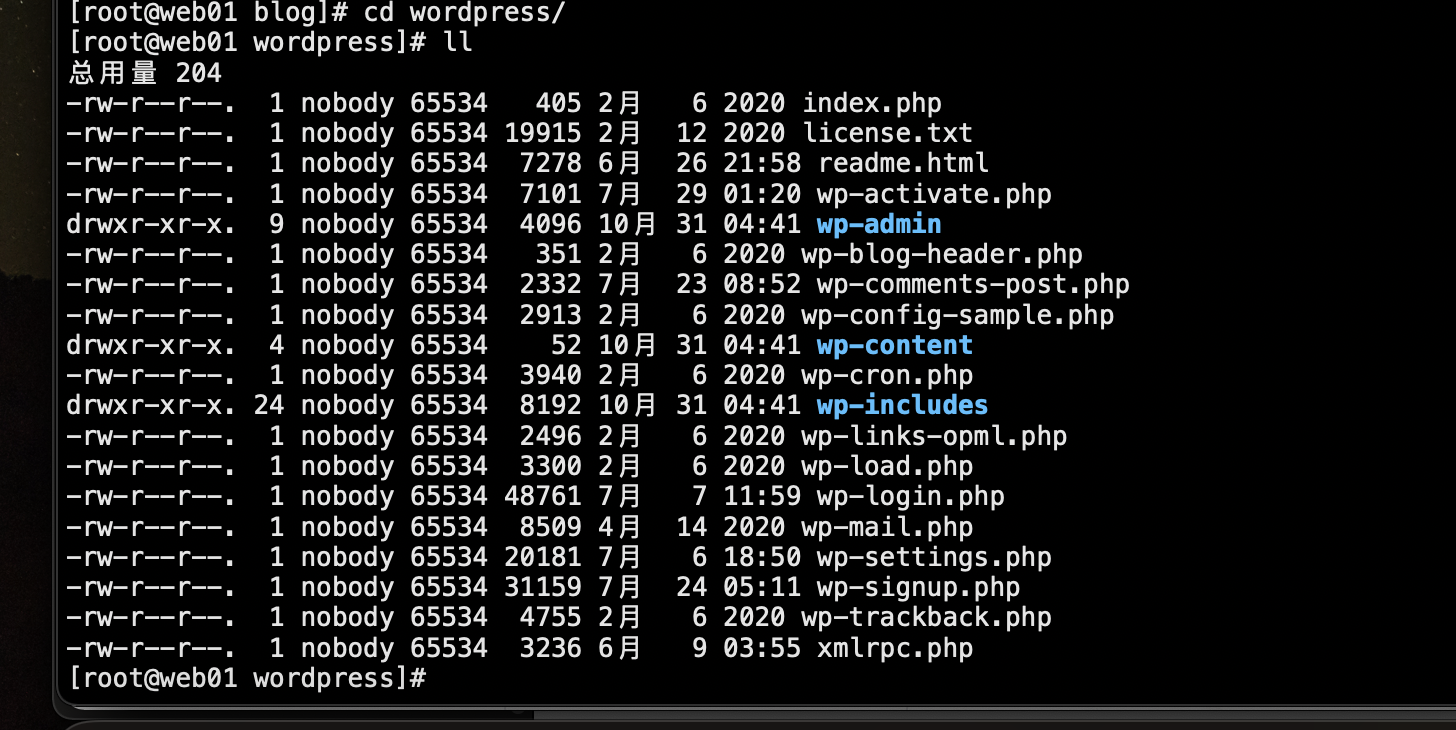 [root@web01 blog]# cd wordpress/
[root@web01 wordpress]# ll
总用量 204
-rw-r--r--.  1 nobody 65534   405 2月   6 2020 index.php
-rw-r--r--.  1 nobody 65534 19915 2月  12 2020 license.txt
-rw-r--r--.  1 nobody 65534  7278 6月  26 21:58 readme.html
-rw-r--r--.  1 nobody 65534  7101 7月  29 01:20 wp-activate.php
drwxr-xr-x.  9 nobody 65534  4096 10月 31 04:41 wp-admin
-rw-r--r--.  1 nobody 65534   351 2月   6 2020 wp-blog-header.php
-rw-r--r--.  1 nobody 65534  2332 7月  23 08:52 wp-comments-post.php
-rw-r--r--.  1 nobody 65534  2913 2月   6 2020 wp-config-sample.php
drwxr-xr-x.  4 nobody 65534    52 10月 31 04:41 wp-content
-rw-r--r--.  1 nobody 65534  3940 2月   6 2020 wp-cron.php
drwxr-xr-x. 24 nobody 65534  8192 10月 31 04:41 wp-includes
-rw-r--r--.  1 nobody 65534  2496 2月   6 2020 wp-links-opml.php
-rw-r--r--.  1 nobody 65534  3300 2月   6 2020 wp-load.php
-rw-r--r--.  1 nobody 65534 48761 7月   7 11:59 wp-login.php
-rw-r--r--.  1 nobody 65534  8509 4月  14 2020 wp-mail.php
-rw-r--r--.  1 nobody 65534 20181 7月   6 18:50 wp-settings.php
-rw-r--r--.  1 nobody 65534 31159 7月  24 05:11 wp-signup.php
-rw-r--r--.  1 nobody 65534  4755 2月   6 2020 wp-trackback.php
-rw-r--r--.  1 nobody 65534  3236 6月   9 03:55 xmlrpc.php
[root@web01 wordpress]#